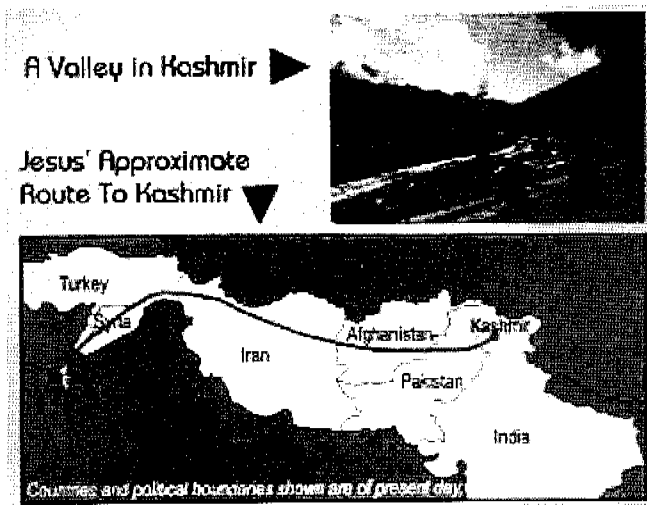 A Valley in Kashmir
Jesus' Approximate
Route To Kashmir
Turkey
Syria
Iran
Afghanistan
Kashmir
Pakistan
India
Countries and political boundaries shown are of present day.